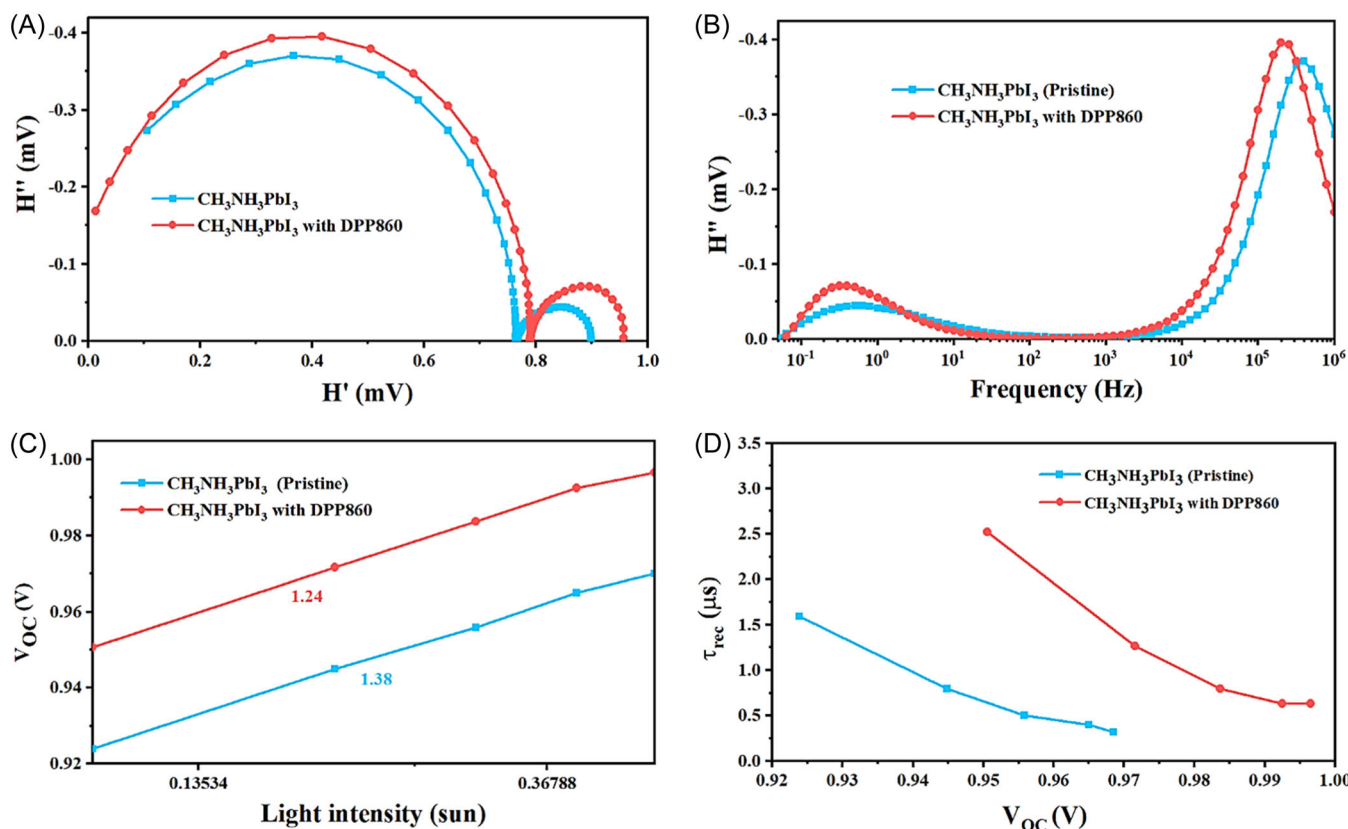 (A)
-0.4
-0.3
-0.2
-0.1
0.0
H'' (mV)
CH₃NH₃PbI₃
CH₃NH₃PbI₃ with DPP860
0.0 0.2 0.4 0.6 0.8 1.0
H' (mV)
(B)
-0.4
-0.3
-0.2
-0.1
0.0
H'' (mV)
CH₃NH₃PbI₃ (Pristine)
CH₃NH₃PbI₃ with DPP860
10⁻¹ 10⁰ 10¹ 10² 10³ 10⁴ 10⁵ 10⁶
Frequency (Hz)
(C)
1.00
0.98
0.96
0.94
0.92
V_OC (V)
CH₃NH₃PbI₃ (Pristine)
CH₃NH₃PbI₃ with DPP860
1.24
1.38
0.13534 0.36788
Light intensity (sun)
(D)
3.5
3.0
2.5
2.0
1.5
1.0
0.5
0.0
τ_rec (μs)
CH₃NH₃PbI₃ (Pristine)
CH₃NH₃PbI₃ with DPP860
0.92 0.93 0.94 0.95 0.96 0.97 0.98 0.99 1.00
V_OC (V)